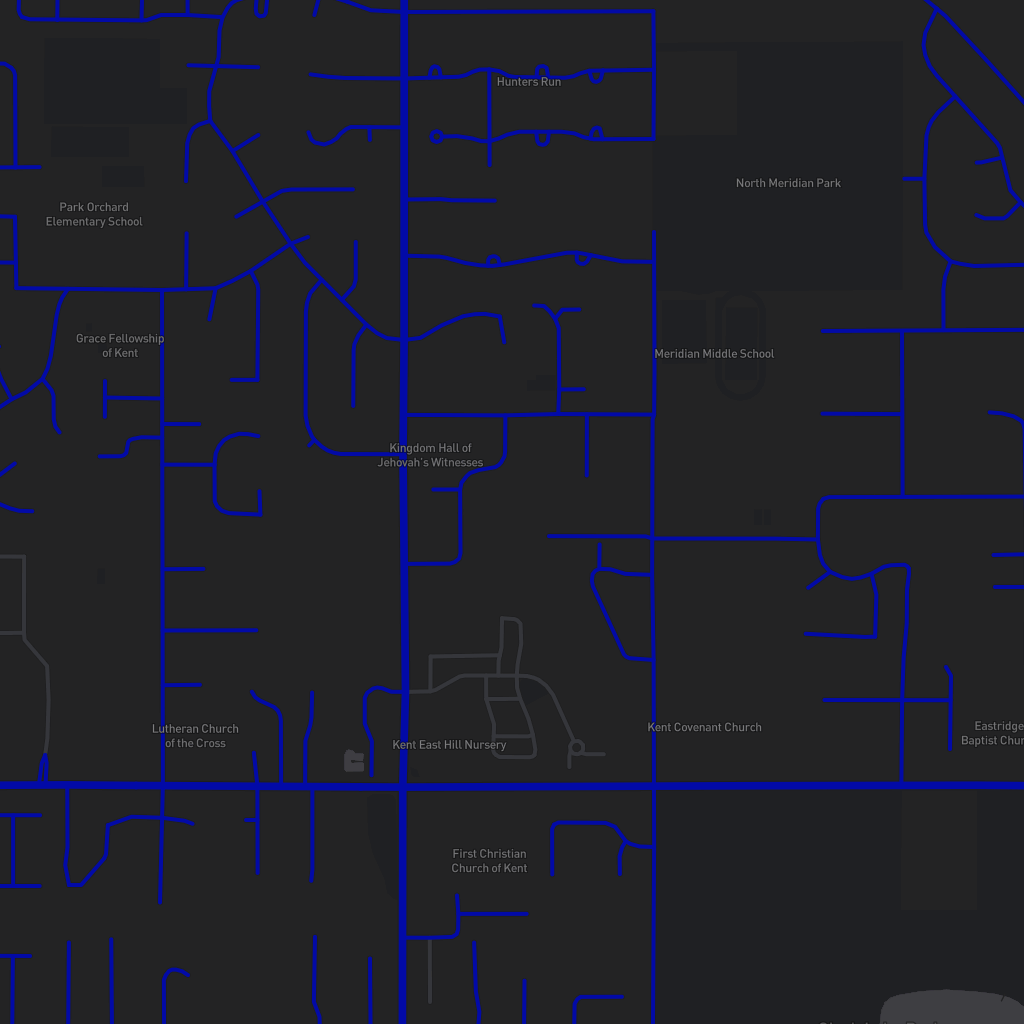 Hunters Run
North Meridian Park
Park Orchard
Elementary School
Grace Fellowship
of Kent
Meridian Middle School
Kingdom Hall of
Jehovah's Witnesses
Lutheran Church
of the Cross
Kent East Hill Nursery
Kent Covenant Church
Eastridge
Baptist Chur
First Christian
Church of Kent